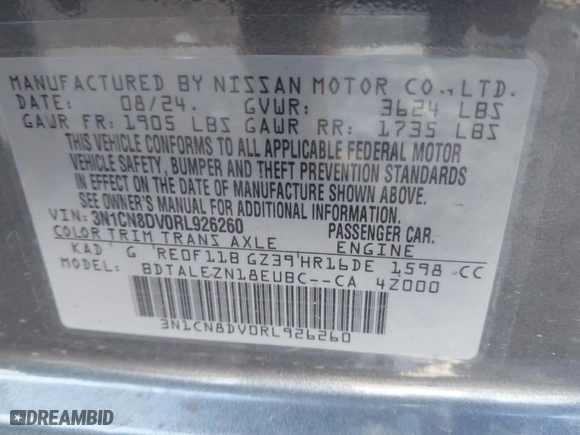 MANUFACTURED BY NISSAN MOTOR CO.,LTD.
DATE: 08/24. GVWR: 3624 LBS
GAWR FR: 1905 LBS GAWR RR: 1735 LBS
THIS VEHICLE CONFORMS TO ALL APPLICABLE FEDERAL MOTOR
VEHICLE SAFETY, BUMPER AND THEFT PREVENTION STANDARDS
IN EFFECT ON THE DATE OF MANUFACTURE SHOWN ABOVE.
SEE OWNER'S MANUAL FOR ADDITIONAL INFORMATION.
VIN: 3N1CN8DV0RL926260 PASSENGER CAR.
COLOR TRIM TRANS AXLE ENGINE
KAD G RE0F11B GZ39 HR16DE 1,598 CC
BDTALEZN18EUBC--CA 4Z000
3N1CN8DV0RL926260
DREAMBID